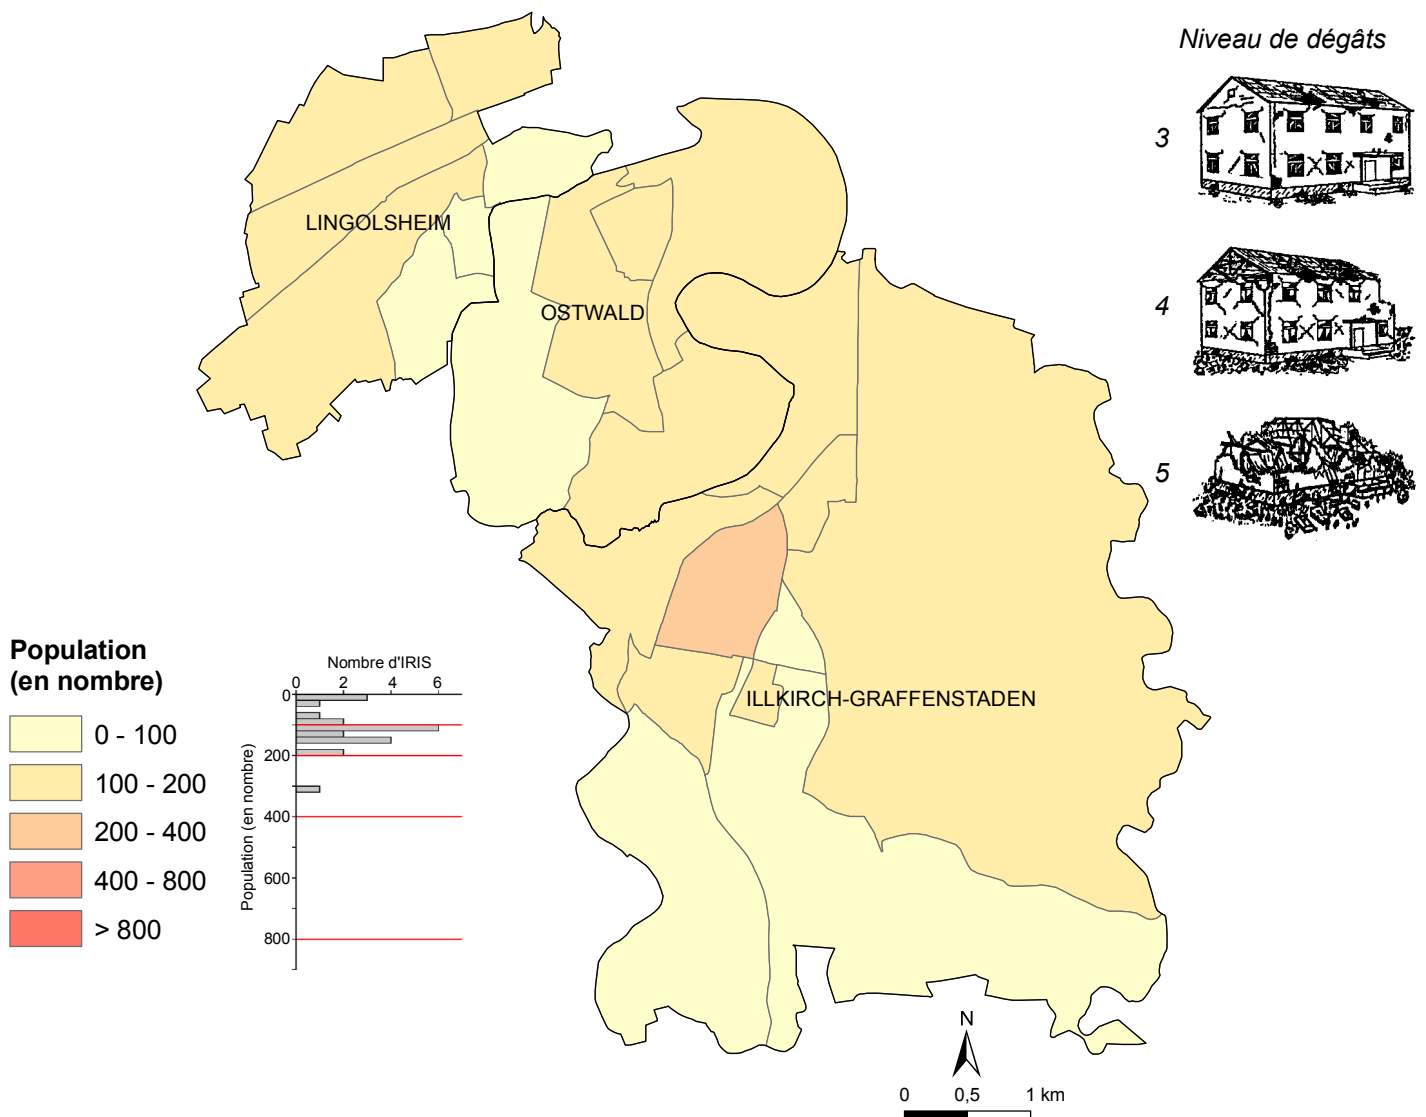 Niveau de dégâts
3
4
5
LINGOLSHEIM
OSTWALD
ILLKIRCH-GRAFFENSTADEN
Population
(en nombre)
0 - 100
100 - 200
200 - 400
400 - 800
> 800
Nombre d'IRIS
0 2 4 6
0
200
400
600
800
Population (en nombre)
N
0 0,5 1 km